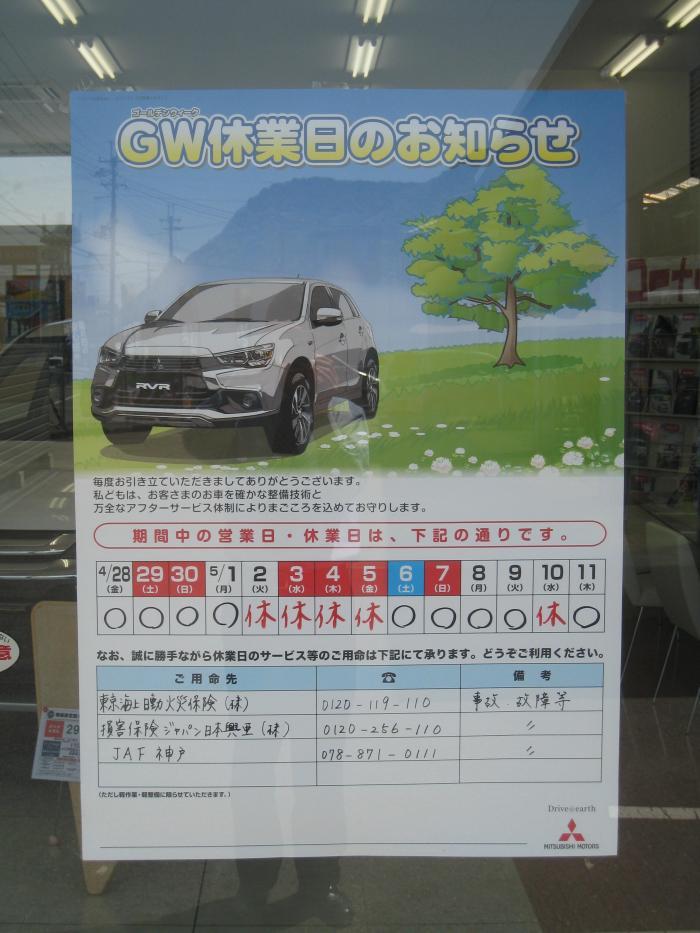 ゴールデンウィーク
GW休業日のお知らせ
RVR
毎度お引き立ていただきましてありがとうございます。
私どもは、お客さまのお車を確かな整備技術と
万全なアフターサービス体制によりまごころを込めてお守りします。
期間中の営業日・休業日は、下記の通りです。
4/28 29 30 5/1 2 3 4 5 6 7 8 9 10 11
(金) (土) (日) (月) (火) (水) (木) (金) (土) (日) (月) (火) (水) (木)
○ ○ ○ ○ 休 休 休 休 ○ ○ ○ ○ 休 ○
なお、誠に勝手ながら休業日のサービス等のご用命は下記にて承ります。どうぞご利用ください。
ご用命先 ☎ 備考
東京海上日動火災保険(株) 0120-119-110 事故・故障等
損害保険ジャパン日本興亜(株) 0120-256-110 〃
JAF 神戸 078-871-0111 〃
(ただし軽作業・軽整備に限らせていただきます。)
Drive@earth
MITSUBISHI MOTORS